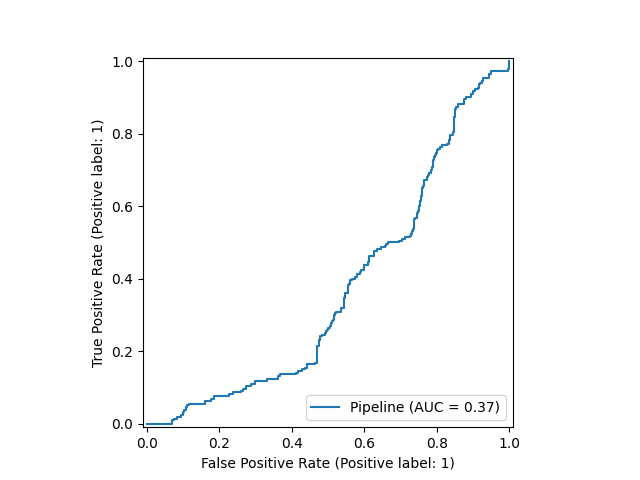 1.0
0.8
0.6
0.4
0.2
0.0
True Positive Rate (Positive label: 1)
Pipeline (AUC = 0.37)
0.0 0.2 0.4 0.6 0.8 1.0
False Positive Rate (Positive label: 1)